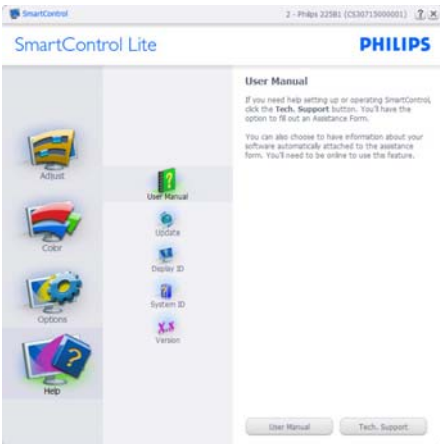 SmartControl
2 - Philips 225B1 (CS30715000001)
SmartControl Lite
PHILIPS
Adjust
Color
Options
Help
User Manual
Update
Display ID
System ID
X.X
Version
User Manual
If you need help setting up or operating SmartControl,
click the Tech. Support button. You'll have the
option to fill out an Assistance Form.
You can also choose to have information about your
software automatically attached to the assistance
form. You'll need to be online to use the feature.
User Manual
Tech. Support